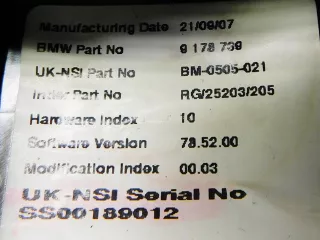 Manufacturing Date 21/09/07
BMW Part No 9 178 739
UK-NSI Part No BM-0505-021
Part No RG/25203/205
Hardware Index 10
Software Version 78.52.00
Modification Index 00.03
UK-NSI Serial No
SS00189012